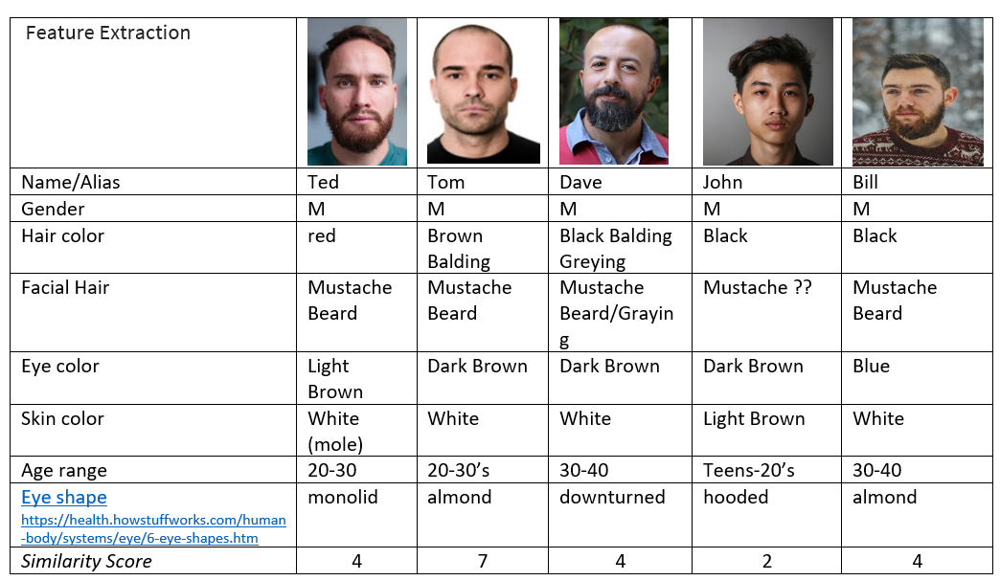 Feature Extraction
Name/Alias Ted Tom Dave John Bill
Gender M M M M M
Hair color red Brown Black Balding Black Black
Balding Greying
Facial Hair Mustache Mustache Mustache Mustache ?? Mustache
Beard Beard Beard/Grayin Beard
g
Eye color Light Dark Brown Dark Brown Dark Brown Blue
Brown
Skin color White White White Light Brown White
(mole)
Age range 20-30 20-30’s 30-40 Teens-20’s 30-40
Eye shape monolid almond downturned hooded almond
https://health.howstuffworks.com/human
-body/systems/eye/6-eye-shapes.htm
Similarity Score 4 7 4 2 4